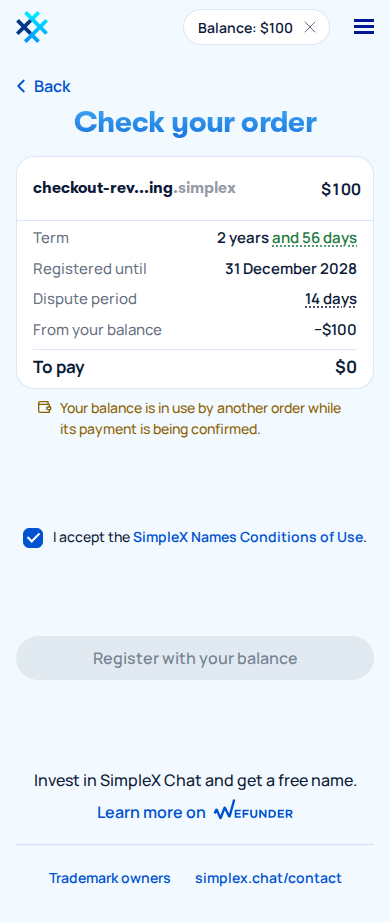 Balance: $100
Back
Check your order
checkout-rev...ing.simplex $100
Term 2 years and 56 days
Registered until 31 December 2028
Dispute period 14 days
From your balance −$100
To pay $0
Your balance is in use by another order while
its payment is being confirmed.
I accept the SimpleX Names Conditions of Use.
Register with your balance
Invest in SimpleX Chat and get a free name.
Learn more on WEFUNDER
Trademark owners simplex.chat/contact